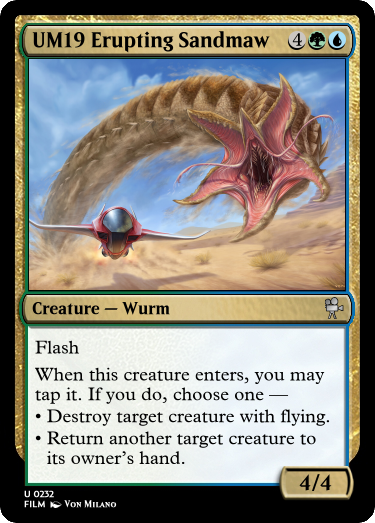 UM19 Erupting Sandmaw 4
Creature — Wurm
Flash
When this creature enters, you may
tap it. If you do, choose one —
• Destroy target creature with flying.
• Return another target creature to
its owner's hand.
4/4
U 0232
FILM Von Milano